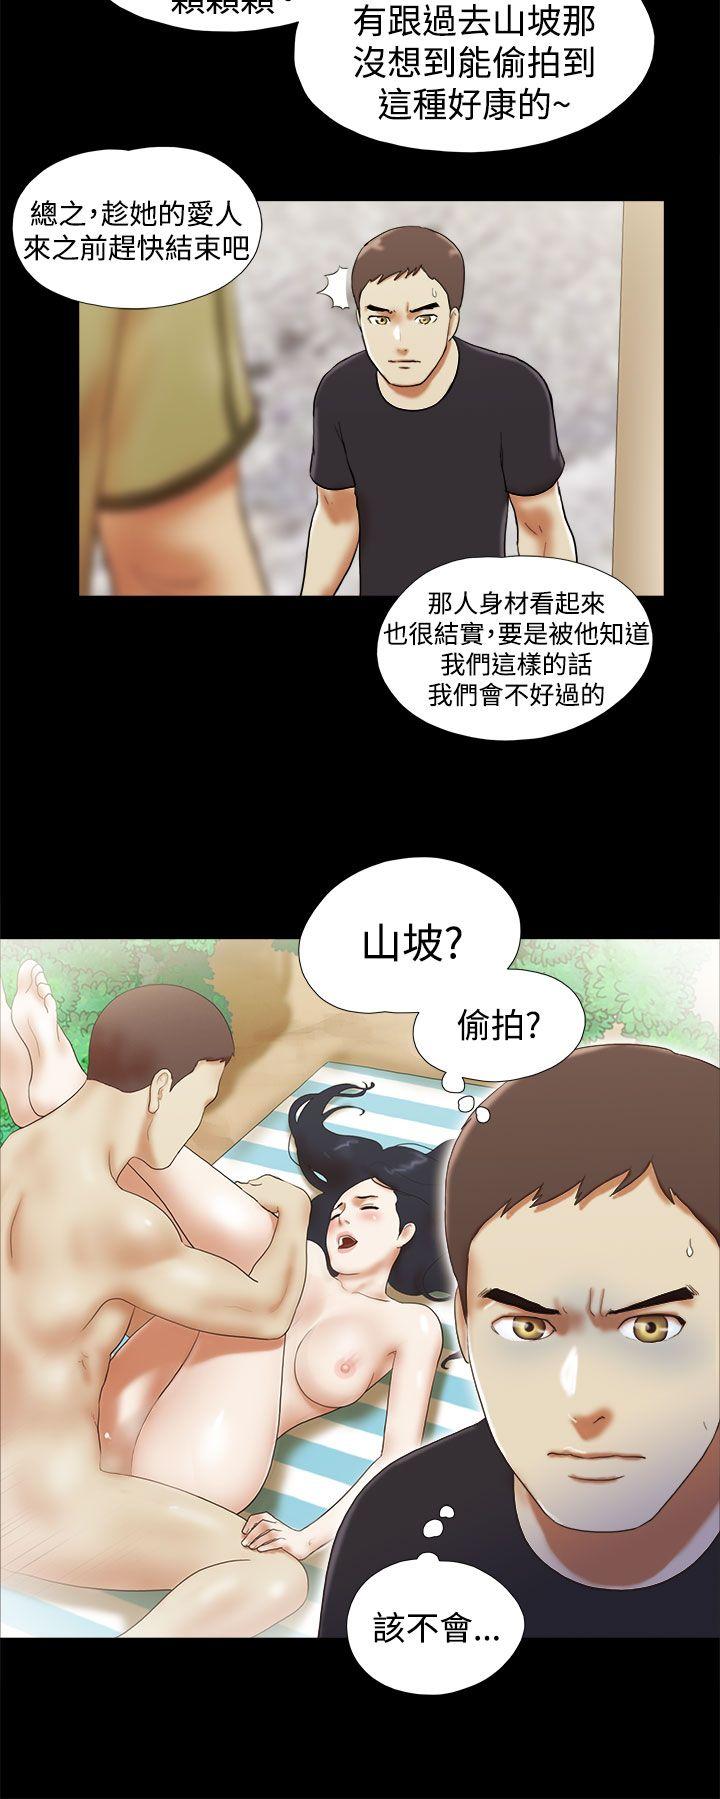 有跟過去山坡那
沒想到能偷拍到
這種好康的~
總之,趁她的愛人
來之前趕快結束吧
那人身材看起來
也很結實,要是被他知道
我們這樣的話
我們會不好過的
山坡?
偷拍?
該不會...